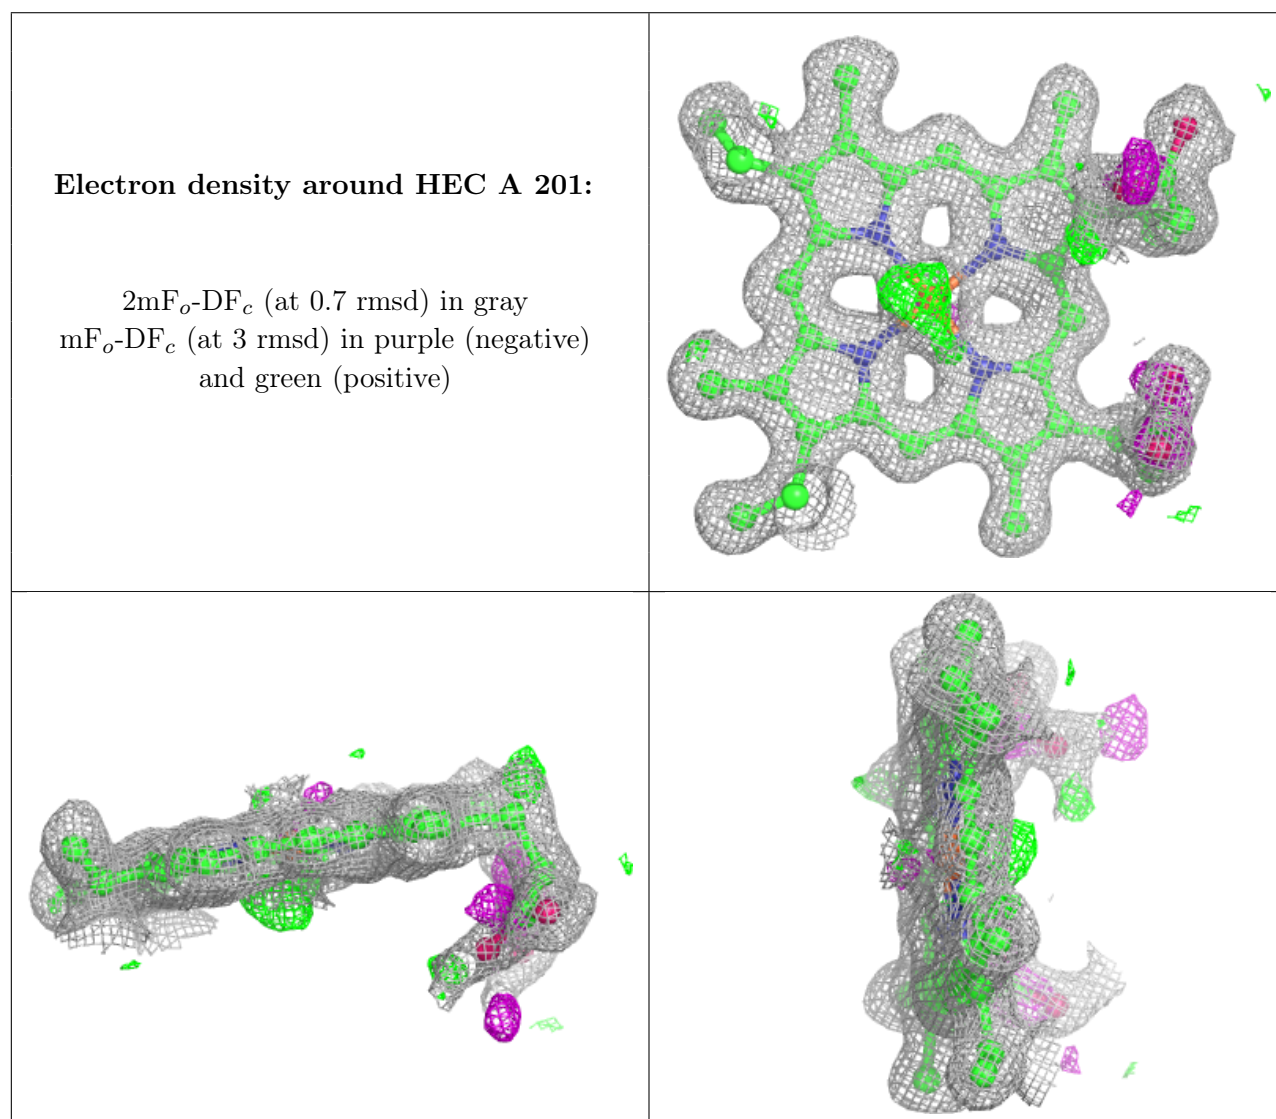 Electron density around HEC A 201:
2mFo-DFc (at 0.7 rmsd) in gray
mFo-DFc (at 3 rmsd) in purple (negative)
and green (positive)